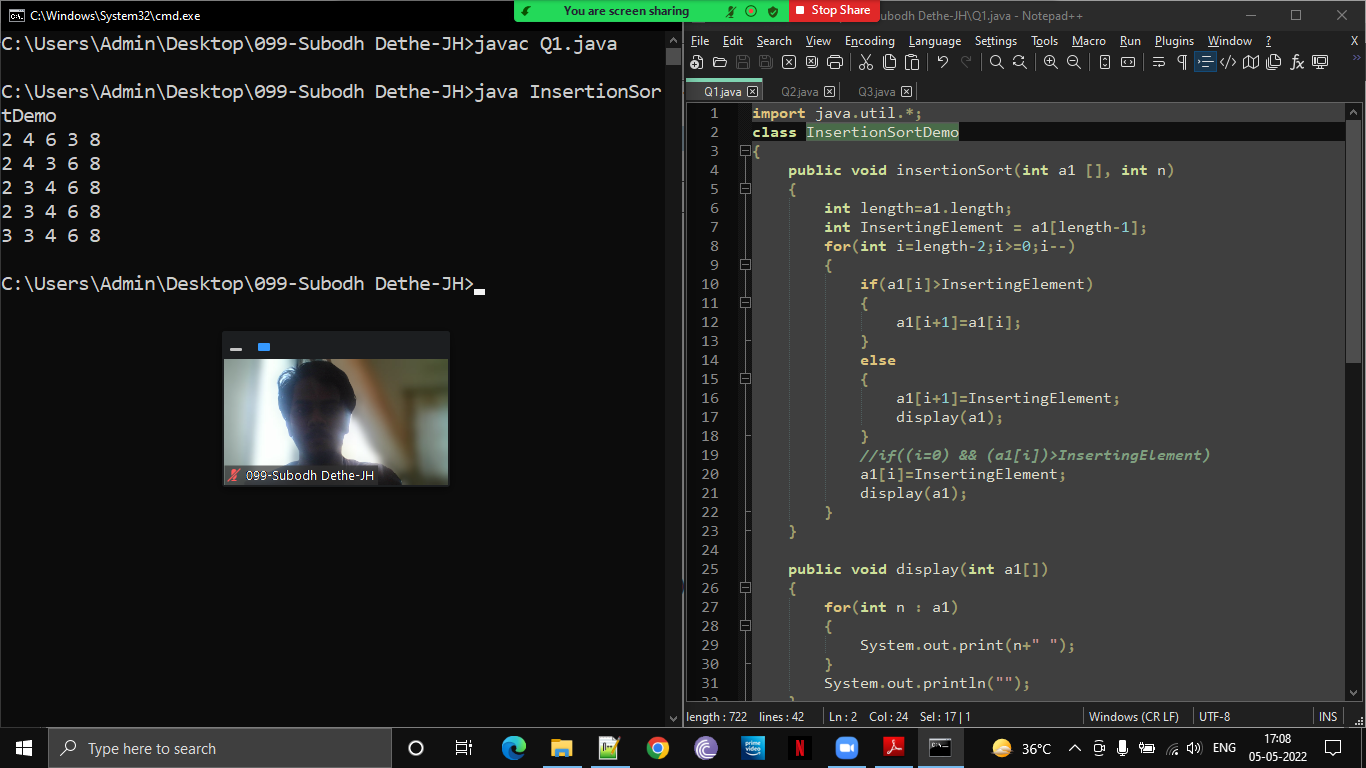 C:\Windows\System32\cmd.exe
You are screen sharing
Stop Share
ubodh Dethe-JH\Q1.java - Notepad++
C:\Users\Admin\Desktop\099-Subodh Dethe-JH>javac Q1.java
C:\Users\Admin\Desktop\099-Subodh Dethe-JH>java InsertionSor
tDemo
2 4 6 3 8
2 4 3 6 8
2 3 4 6 8
2 3 4 6 8
3 3 4 6 8
C:\Users\Admin\Desktop\099-Subodh Dethe-JH>
099-Subodh Dethe-JH
File Edit Search View Encoding Language Settings Tools Macro Run Plugins Window ? X
Q1.java Q2.java Q3.java
1 import java.util.*;
2 class InsertionSortDemo
3 {
4 public void insertionSort(int a1 [], int n)
5 {
6 int length=a1.length;
7 int InsertingElement = a1[length-1];
8 for(int i=length-2;i>=0;i--)
9 {
10 if(a1[i]>InsertingElement)
11 {
12 a1[i+1]=a1[i];
13 }
14 else
15 {
16 a1[i+1]=InsertingElement;
17 display(a1);
18 }
19 //if((i=0) && (a1[i])>InsertingElement)
20 a1[i]=InsertingElement;
21 display(a1);
22 }
23 }
24
25 public void display(int a1[])
26 {
27 for(int n : a1)
28 {
29 System.out.print(n+" ");
30 }
31 System.out.println("");
length : 722 lines : 42 Ln : 2 Col : 24 Sel : 17 | 1 Windows (CR LF) UTF-8 INS
Type here to search
prime video
N
36°C
ENG
17:08
05-05-2022